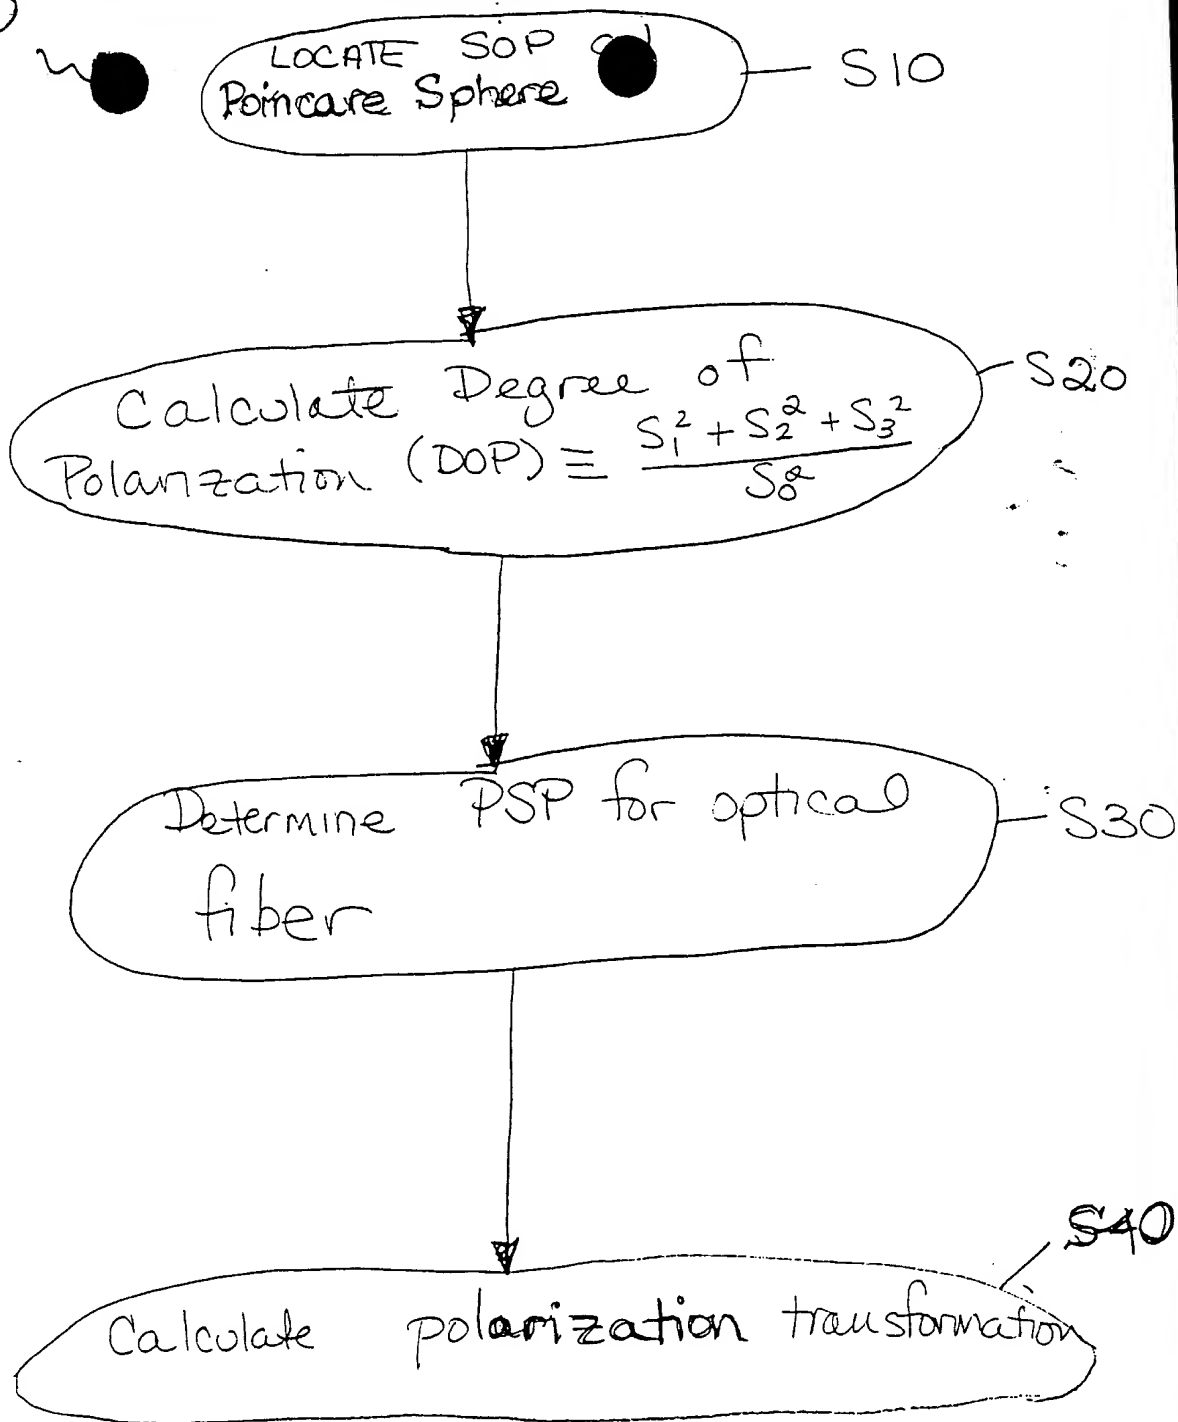 LOCATE SOP
Poincare Sphere
S10
Calculate Degree of
Polarization (DOP) ≡ S₁² + S₂² + S₃² / S₀²
S20
Determine PSP for optical
fiber
S30
S40
Calculate polarization transformation